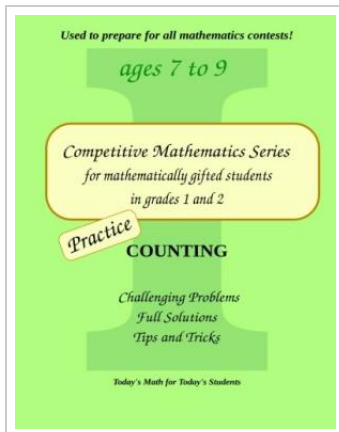 Used to prepare for all mathematics contests!
ages 7 to 9
Competitive Mathematics Series
for mathematically gifted students
in grades 1 and 2
Practice
COUNTING
Challenging Problems
Full Solutions
Tips and Tricks
Today's Math for Today's Students